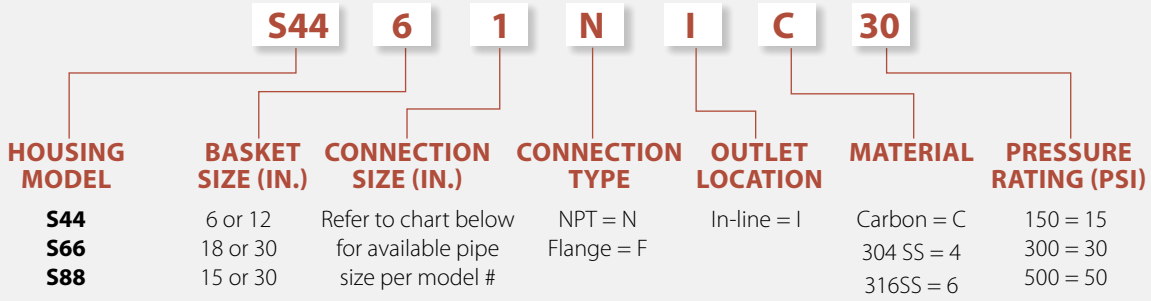 S44 6 1 N I C 30
HOUSING BASKET CONNECTION CONNECTION OUTLET MATERIAL PRESSURE
MODEL SIZE (IN.) SIZE (IN.) TYPE LOCATION RATING (PSI)
S44 6 or 12 Refer to chart below NPT = N In-line = I Carbon = C 150 = 15
S66 18 or 30 for available pipe Flange = F 304 SS = 4 300 = 30
S88 15 or 30 size per model # 316SS = 6 500 = 50